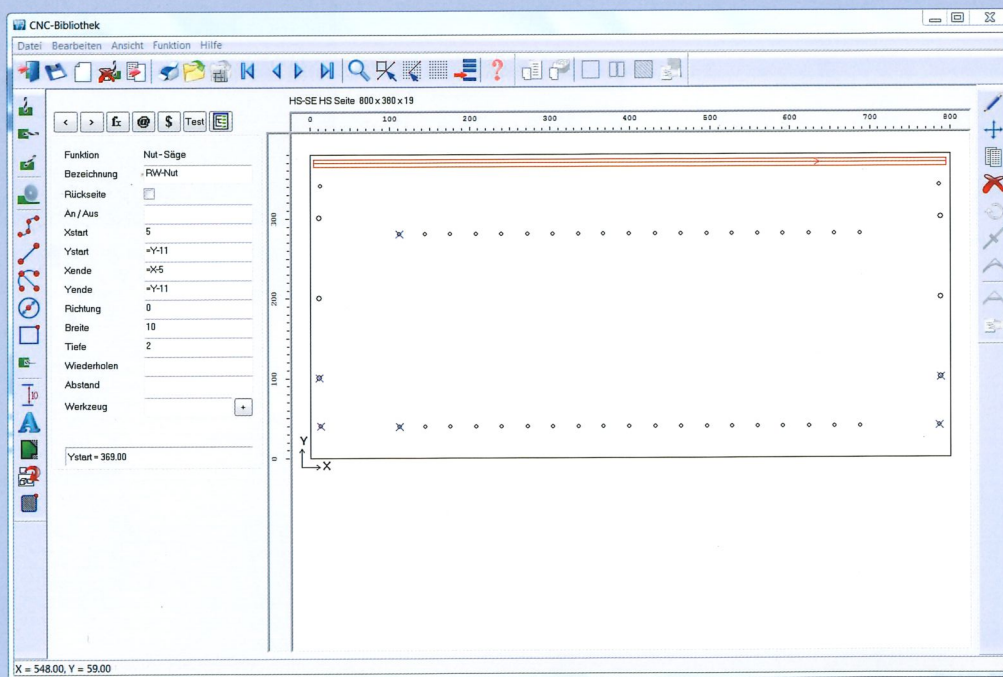 CNC-Bibliothek
Datei Bearbeiten Ansicht Funktion Hilfe
HS-SE HS Seite 800 x 380 x 19
< > fx @ $ Test
0 100 200 300 400 500 600 700 800
Funktion Nut-Säge
Bezeichnung RW-Nut
Rückseite
An / Aus
Xstart 5
Ystart =Y-11
Xende =X-5
Yende =Y-11
Richtung 0
Breite 10
Tiefe 2
Wiederholen
Abstand
Werkzeug +
Ystart = 369.00
300
200
100
0
Y
X
10
A
X = 548.00, Y = 59.00